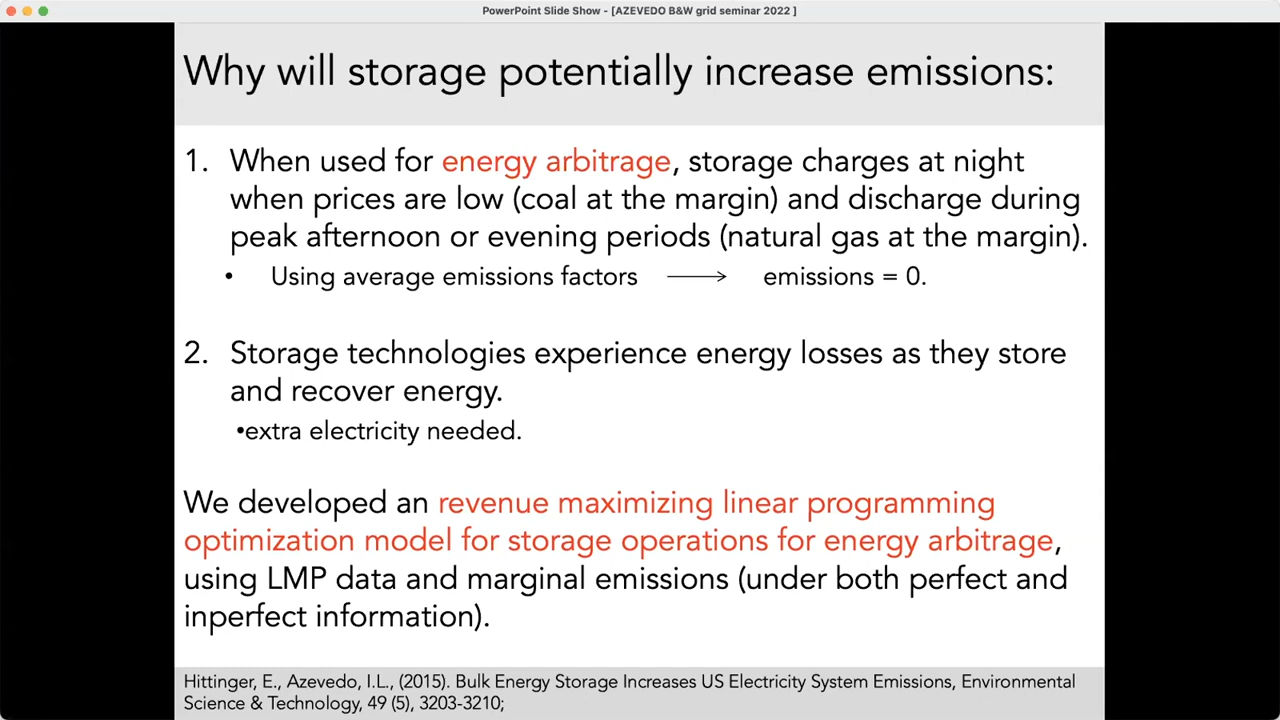 PowerPoint Slide Show - [AZEVEDO B&W grid seminar 2022 ]
Why will storage potentially increase emissions:
1. When used for energy arbitrage, storage charges at night
when prices are low (coal at the margin) and discharge during
peak afternoon or evening periods (natural gas at the margin).
• Using average emissions factors ⟶ emissions = 0.
2. Storage technologies experience energy losses as they store
and recover energy.
•extra electricity needed.
We developed an revenue maximizing linear programming
optimization model for storage operations for energy arbitrage,
using LMP data and marginal emissions (under both perfect and
inperfect information).
Hittinger, E., Azevedo, I.L., (2015). Bulk Energy Storage Increases US Electricity System Emissions, Environmental
Science & Technology, 49 (5), 3203-3210;